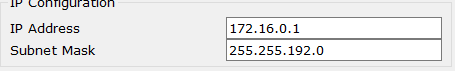 IP Configuration
IP Address 172.16.0.1
Subnet Mask 255.255.192.0